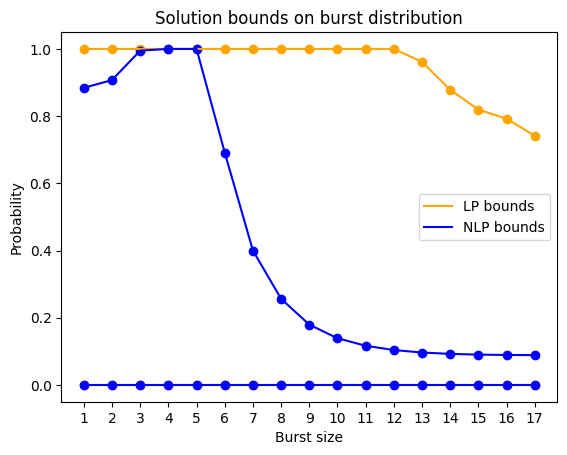 Solution bounds on burst distribution
Probability
1.0
0.8
0.6
0.4
0.2
0.0
LP bounds
NLP bounds
1 2 3 4 5 6 7 8 9 10 11 12 13 14 15 16 17
Burst size